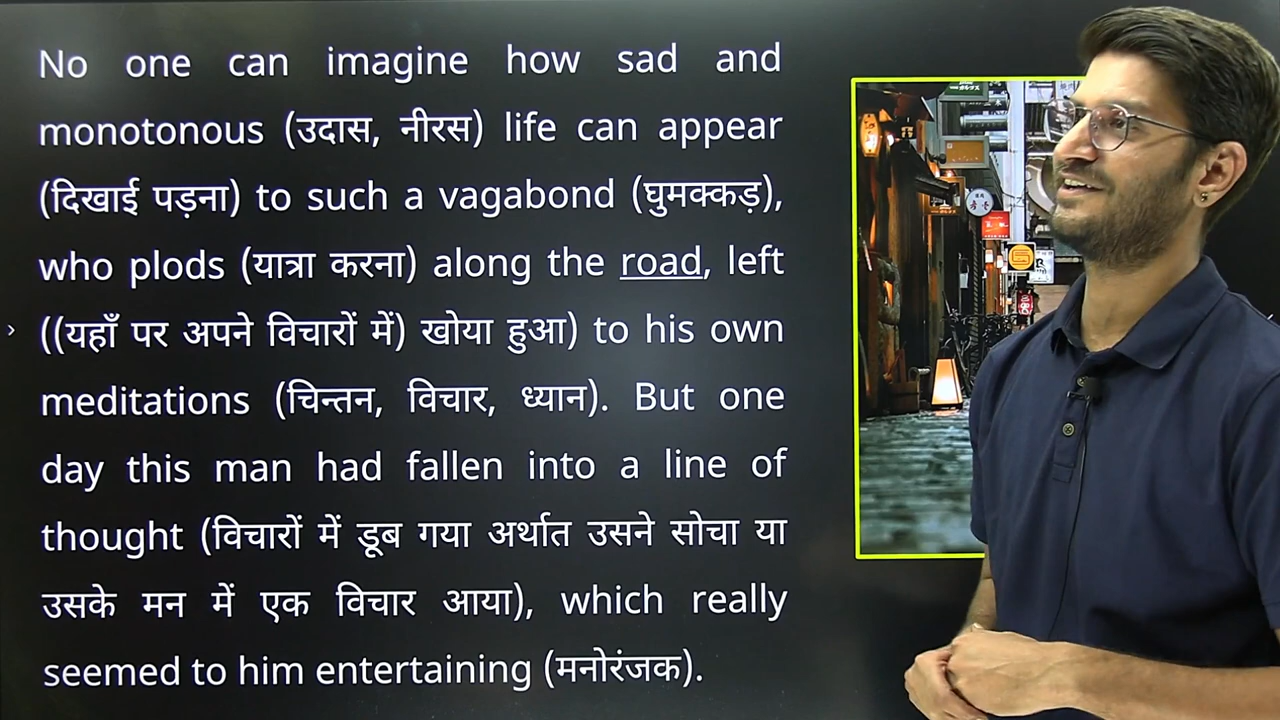 No one can imagine how sad and
monotonous (उदास, नीरस) life can appear
(दिखाई पड़ना) to such a vagabond (घुमक्कड़),
who plods (यात्रा करना) along the road, left
((यहाँ पर अपने विचारों में) खोया हुआ) to his own
meditations (चिन्तन, विचार, ध्यान). But one
day this man had fallen into a line of
thought (विचारों में डूब गया अर्थात उसने सोचा या
उसके मन में एक विचार आया), which really
seemed to him entertaining (मनोरंजक).